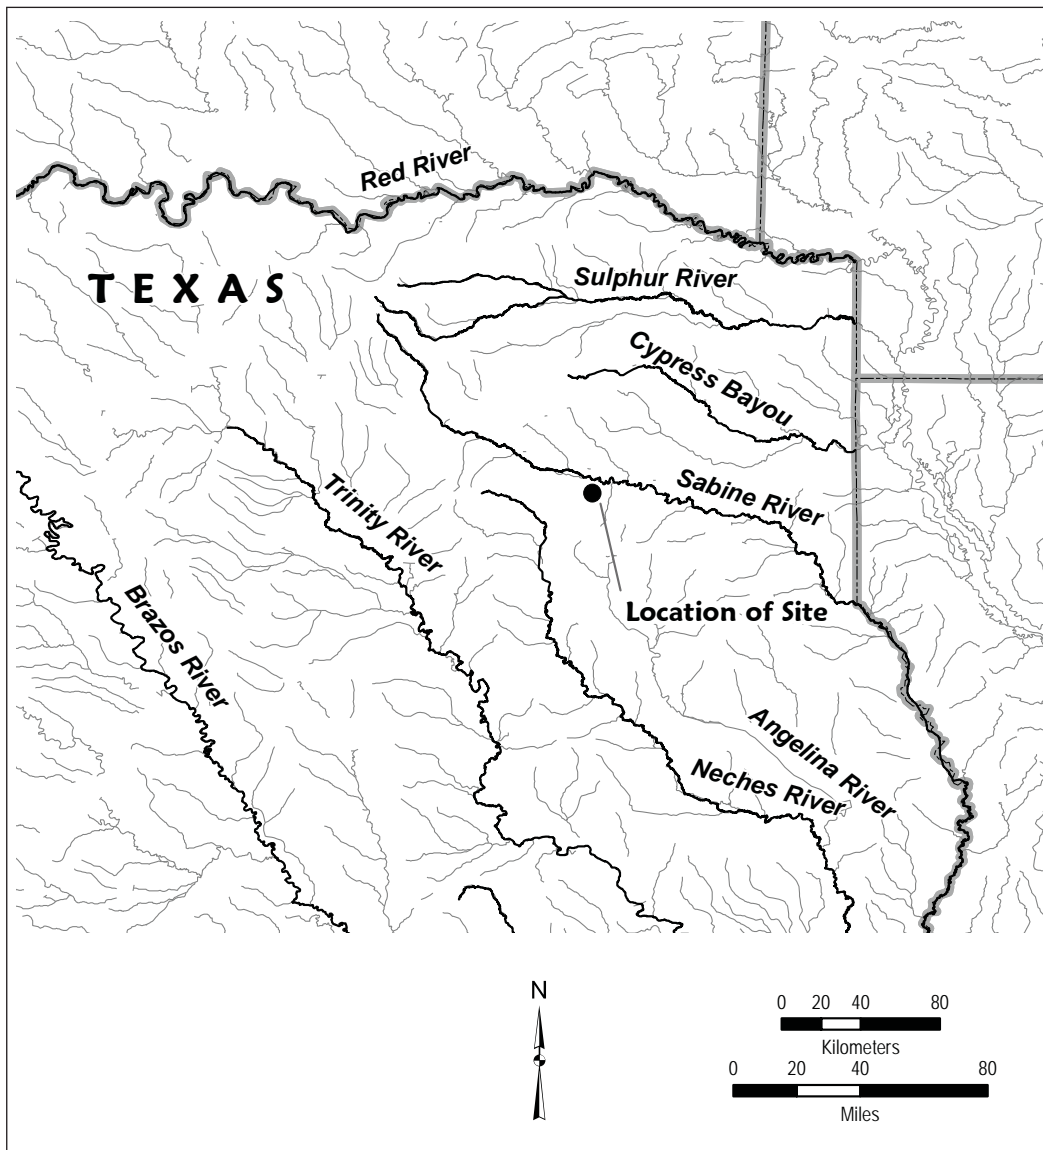 Red River
TEXAS
Sulphur River
Cypress Bayou
Sabine River
Trinity River
Brazos River
Location of Site
Angelina River
Neches River
N
0 20 40 80
Kilometers
0 20 40 80
Miles